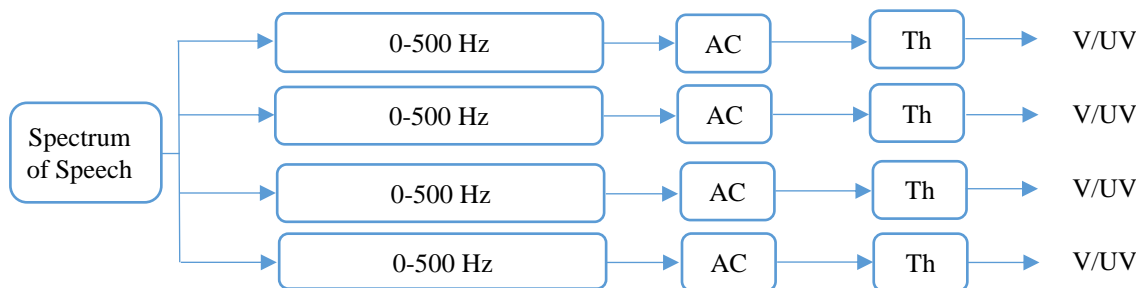 0-500 Hz AC Th V/UV
0-500 Hz AC Th V/UV
Spectrum
of Speech
0-500 Hz AC Th V/UV
0-500 Hz AC Th V/UV